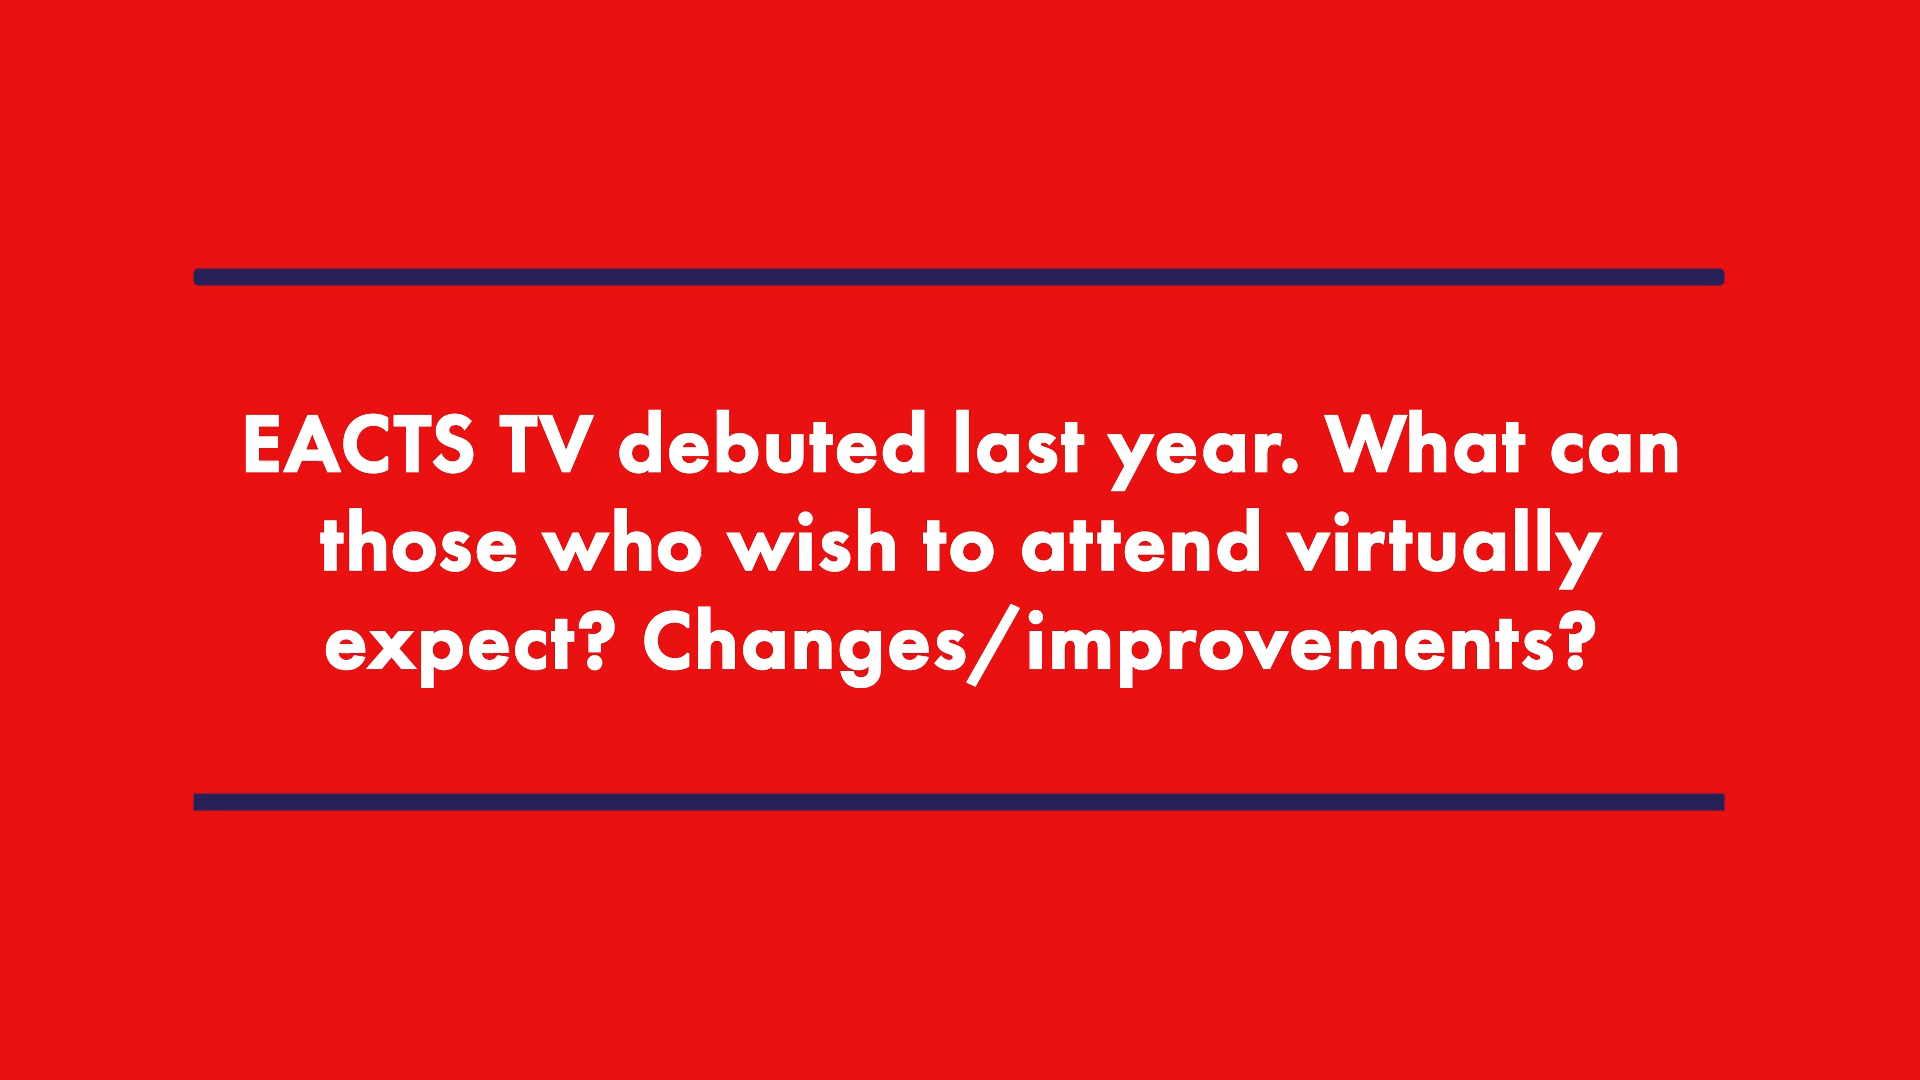 EACTS TV debuted last year. What can
those who wish to attend virtually
expect? Changes/improvements?